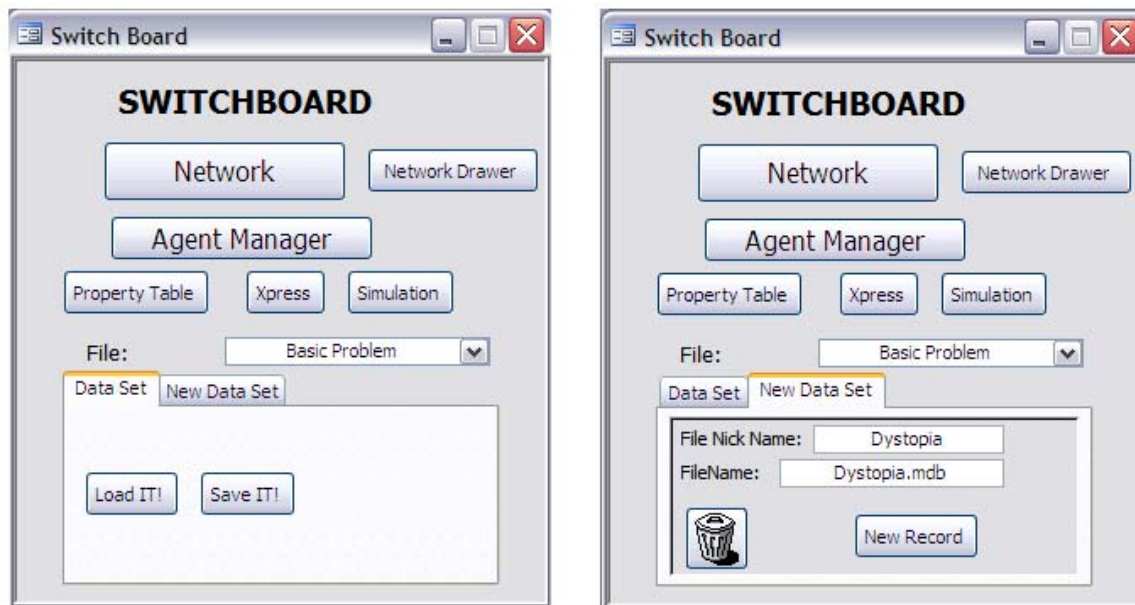 Switch Board
SWITCHBOARD
Network
Network Drawer
Agent Manager
Property Table
Xpress
Simulation
File:
Basic Problem
Data Set
New Data Set
Load IT!
Save IT!
Switch Board
SWITCHBOARD
Network
Network Drawer
Agent Manager
Property Table
Xpress
Simulation
File:
Basic Problem
Data Set
New Data Set
File Nick Name:
Dystopia
FileName:
Dystopia.mdb
New Record